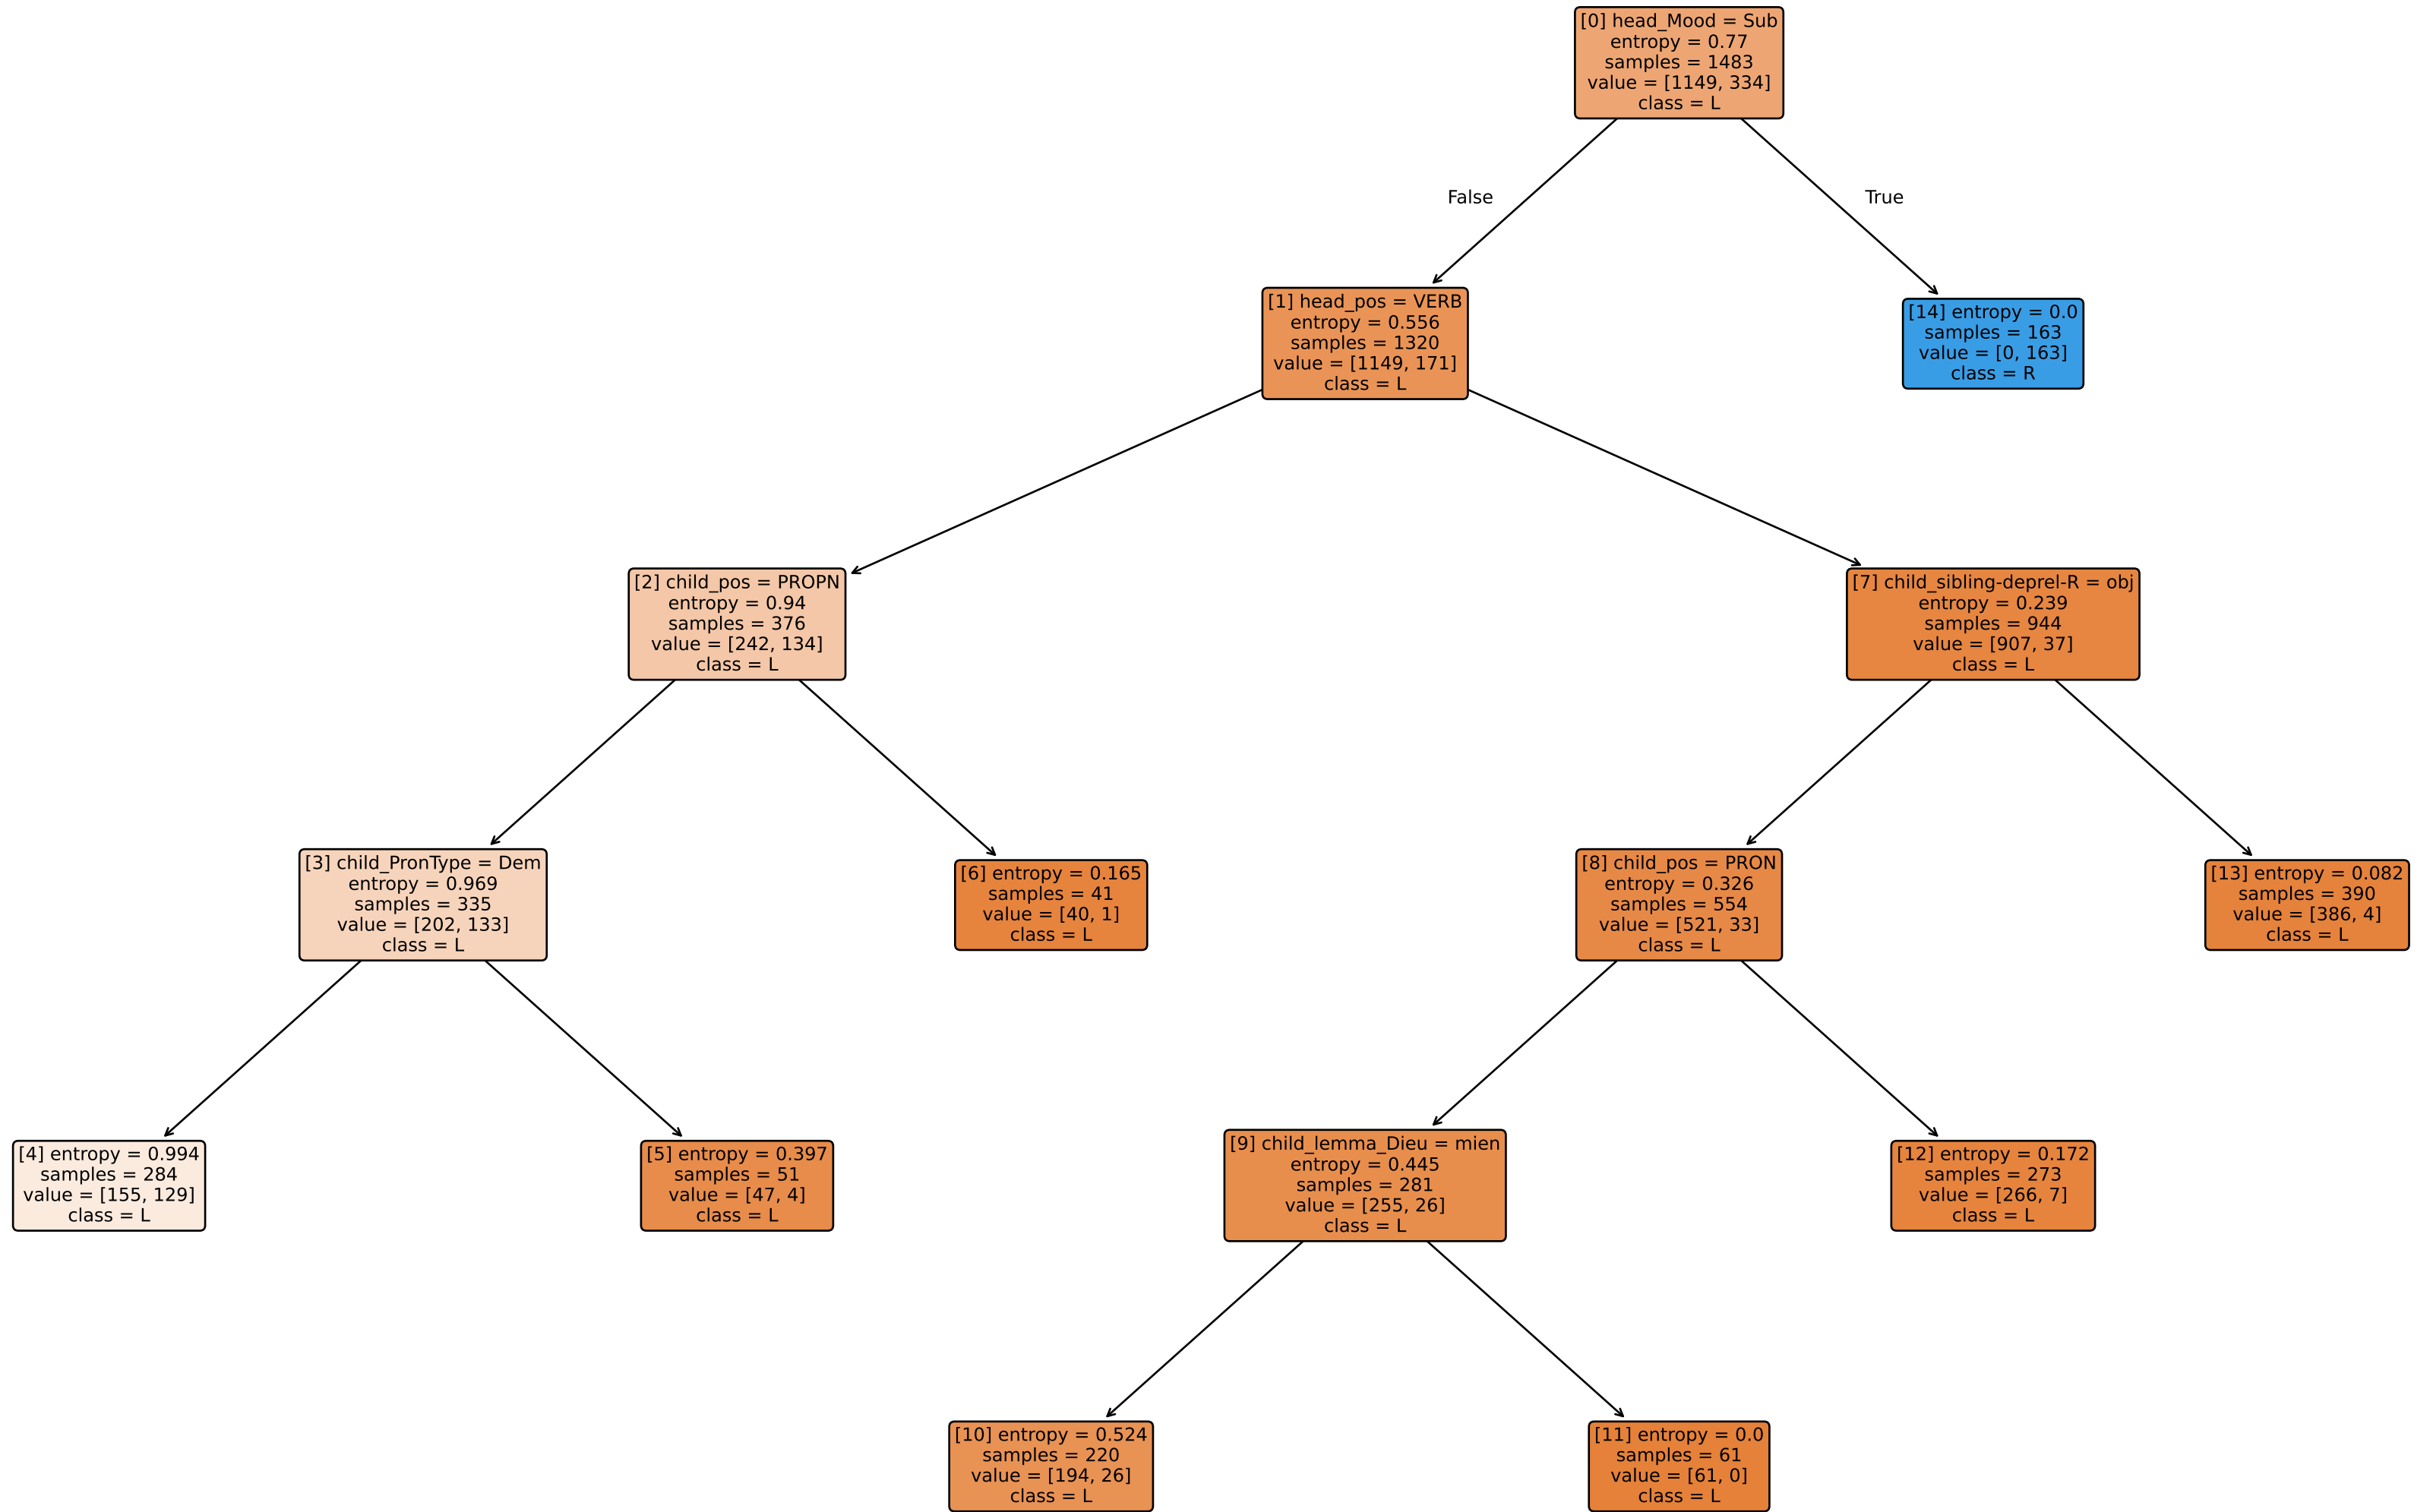 [0] head_Mood = Sub
entropy = 0.77
samples = 1483
value = [1149, 334]
class = L
False
True
[1] head_pos = VERB
entropy = 0.556
samples = 1320
value = [1149, 171]
class = L
[14] entropy = 0.0
samples = 163
value = [0, 163]
class = R
[2] child_pos = PROPN
entropy = 0.94
samples = 376
value = [242, 134]
class = L
[7] child_sibling-deprel-R = obj
entropy = 0.239
samples = 944
value = [907, 37]
class = L
[3] child_PronType = Dem
entropy = 0.969
samples = 335
value = [202, 133]
class = L
[6] entropy = 0.165
samples = 41
value = [40, 1]
class = L
[8] child_pos = PRON
entropy = 0.326
samples = 554
value = [521, 33]
class = L
[13] entropy = 0.082
samples = 390
value = [386, 4]
class = L
[4] entropy = 0.994
samples = 284
value = [155, 129]
class = L
[5] entropy = 0.397
samples = 51
value = [47, 4]
class = L
[9] child_lemma_Dieu = mien
entropy = 0.445
samples = 281
value = [255, 26]
class = L
[12] entropy = 0.172
samples = 273
value = [266, 7]
class = L
[10] entropy = 0.524
samples = 220
value = [194, 26]
class = L
[11] entropy = 0.0
samples = 61
value = [61, 0]
class = L